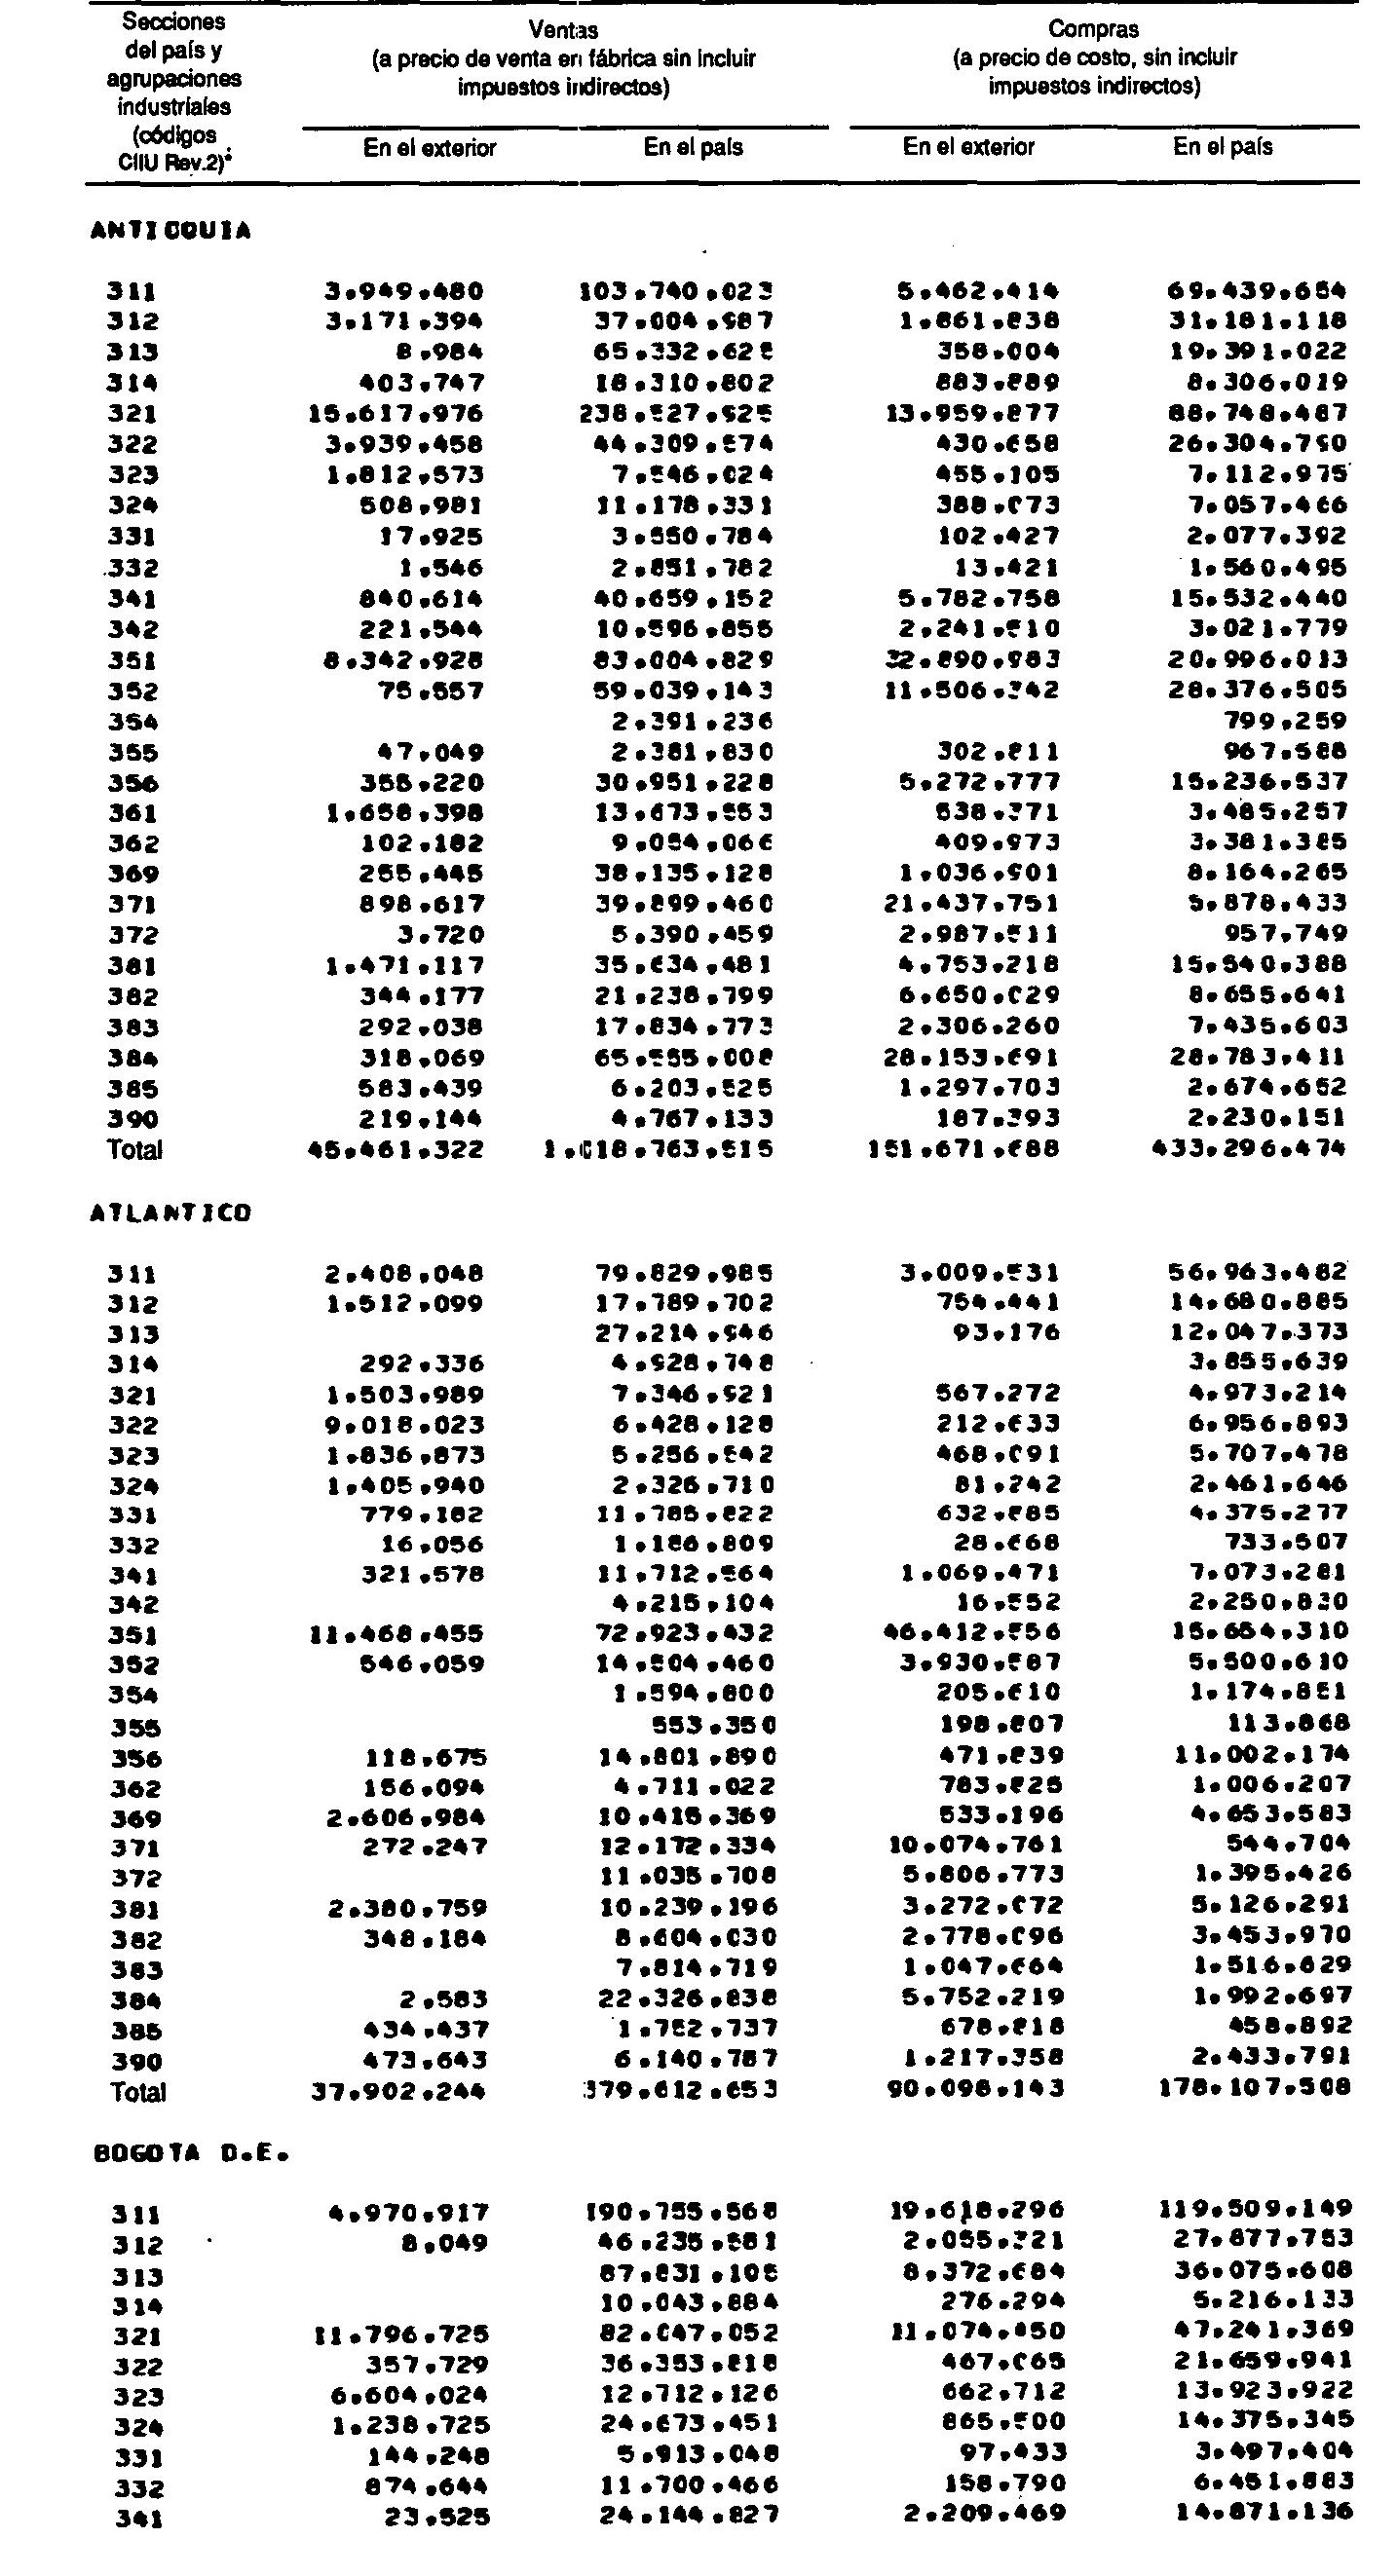 Secciones
del país y
agrupaciones
industriales
(códigos
CIIU Rev.2)*
Ventas
(a precio de venta en fábrica sin incluir
impuestos indirectos)
Compras
(a precio de costo, sin incluir
impuestos indirectos)
En el exterior En el país En el exterior En el país
ANTIOQUIA
311 3.949.480 103.740.023 5.462.414 69.439.654
312 3.171.394 37.004.987 1.861.838 31.181.118
313 8.984 65.332.628 358.004 19.391.022
314 403.747 18.310.802 883.889 8.306.019
321 15.617.976 238.527.925 13.959.877 88.748.487
322 3.939.458 44.309.574 430.658 26.304.790
323 1.812.573 7.546.024 455.105 7.112.975
324 508.981 11.178.331 388.073 7.057.466
331 17.925 3.550.784 102.427 2.077.392
332 1.546 2.851.782 13.421 1.560.495
341 840.614 40.659.152 5.782.758 15.532.440
342 221.544 10.596.855 2.241.510 3.021.779
351 8.342.928 83.004.829 32.890.983 20.996.013
352 75.557 59.039.143 11.506.342 28.376.505
354 2.391.236 799.259
355 47.049 2.381.830 302.811 967.588
356 355.220 30.951.228 5.272.777 15.236.537
361 1.658.398 13.673.553 538.371 3.485.257
362 102.182 9.054.066 409.973 3.381.385
369 255.445 38.135.128 1.036.901 8.164.265
371 898.617 39.899.460 21.437.751 5.878.433
372 3.720 5.390.459 2.987.511 957.749
381 1.471.117 35.634.481 4.753.218 15.540.388
382 344.177 21.238.799 6.650.029 8.655.641
383 292.038 17.834.773 2.306.260 7.435.603
384 318.069 65.555.008 28.153.691 28.783.411
385 583.439 6.203.525 1.297.703 2.674.652
390 219.144 4.767.133 187.393 2.230.151
Total 45.461.322 1.018.763.515 151.671.688 433.296.474
ATLANTICO
311 2.408.048 79.829.985 3.009.531 56.963.482
312 1.512.099 17.789.702 754.441 14.680.885
313 27.214.946 93.176 12.047.373
314 292.336 4.928.748 3.855.639
321 1.503.989 7.346.921 567.272 4.973.214
322 9.018.023 6.428.128 212.633 6.956.893
323 1.836.873 5.256.542 468.091 5.707.478
324 1.405.940 2.326.710 81.242 2.461.646
331 779.182 11.785.822 632.885 4.375.277
332 16.056 1.186.809 28.668 733.507
341 321.578 11.712.564 1.069.471 7.073.281
342 4.215.104 16.552 2.250.830
351 11.468.455 72.923.432 46.412.556 15.654.310
352 546.059 14.504.460 3.930.587 5.500.610
354 1.594.600 205.610 1.174.851
355 553.350 198.807 113.868
356 118.675 14.801.890 471.839 11.002.174
362 156.094 4.711.022 783.825 1.006.207
369 2.606.984 10.415.369 533.196 4.653.583
371 272.247 12.172.334 10.074.761 544.704
372 11.035.708 5.806.773 1.395.426
381 2.380.759 10.239.196 3.272.072 5.126.291
382 348.184 8.604.030 2.778.096 3.453.970
383 7.814.719 1.047.664 1.516.629
384 2.583 22.326.838 5.752.219 1.992.697
385 434.437 1.752.737 678.818 458.892
390 473.643 6.140.787 1.217.358 2.433.791
Total 37.902.244 379.612.653 90.098.143 178.107.508
BOGOTA D.E.
311 4.970.917 190.755.568 19.618.296 119.509.149
312 8.049 46.235.581 2.055.321 27.877.753
313 87.831.105 8.372.684 36.075.608
314 10.043.884 276.294 5.216.133
321 11.796.725 82.047.052 11.074.450 47.241.369
322 357.729 36.353.818 467.065 21.659.941
323 6.604.024 12.712.126 662.712 13.923.922
324 1.238.725 24.673.451 865.500 14.375.345
331 144.248 5.913.048 97.433 3.497.404
332 874.644 11.700.466 158.790 6.451.883
341 23.525 24.144.827 2.209.469 14.871.136